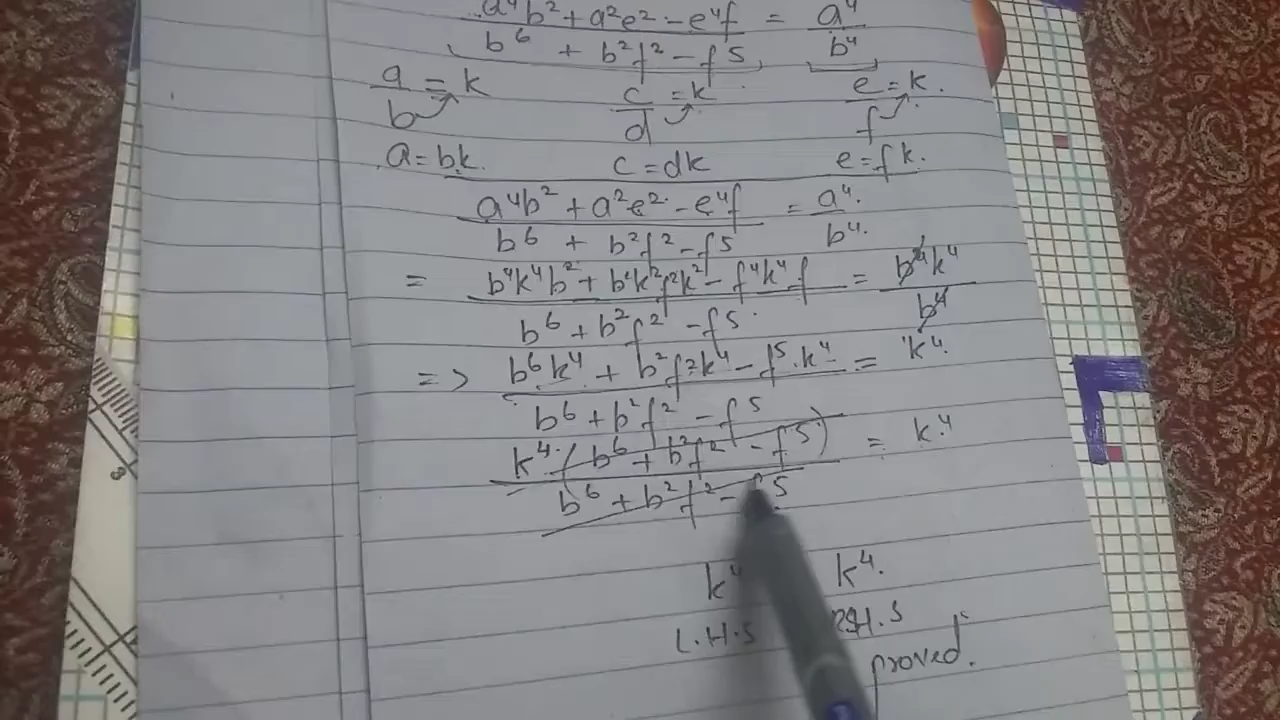 a⁴b² + a²e² - e⁴f = a⁴
b⁶ + b²f² - f⁵ b⁴
a = k c = k e = k.
b d f
a = bk. c = dk e = fk.
a⁴b² + a²e² - e⁴f = a⁴.
b⁶ + b²f² - f⁵ b⁴.
= b⁴k⁴b² + b²k²f²k² - f⁴k⁴f = b⁴k⁴
b⁶ + b²f² - f⁵. b⁴
=> b⁶k⁴ + b²f²k⁴ - f⁵.k⁴ = k⁴.
b⁶ + b²f² - f⁵
k⁴(b⁶ + b²f² - f⁵) = k⁴
b⁶ + b²f² - f⁵
k⁴ k⁴.
L.H.S R.H.S
proved.